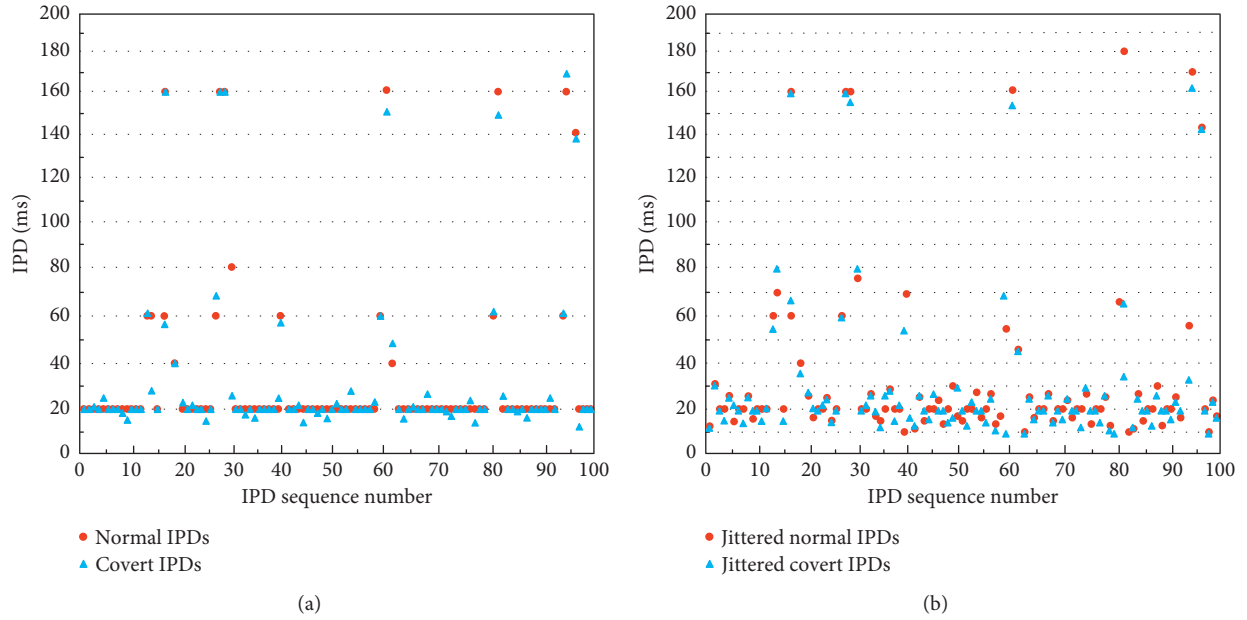 200
180
160
140
120
100
80
60
40
20
0
IPD (ms)
0 10 20 30 40 50 60 70 80 90 100
IPD sequence number
Normal IPDs
Covert IPDs
(a)
200
180
160
140
120
100
80
60
40
20
0
IPD (ms)
0 10 20 30 40 50 60 70 80 90 100
IPD sequence number
Jittered normal IPDs
Jittered covert IPDs
(b)